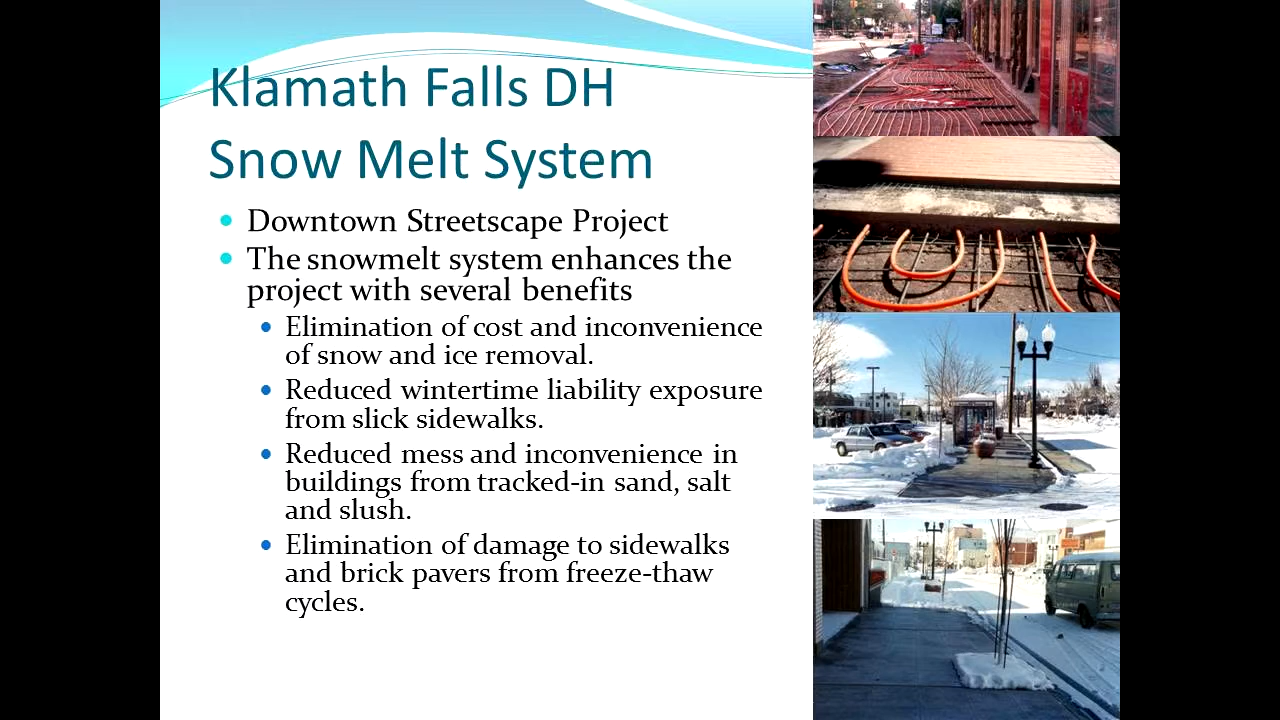 Klamath Falls DH
Snow Melt System
Downtown Streetscape Project
The snowmelt system enhances the
project with several benefits
Elimination of cost and inconvenience
of snow and ice removal.
Reduced wintertime liability exposure
from slick sidewalks.
Reduced mess and inconvenience in
buildings from tracked-in sand, salt
and slush.
Elimination of damage to sidewalks
and brick pavers from freeze-thaw
cycles.